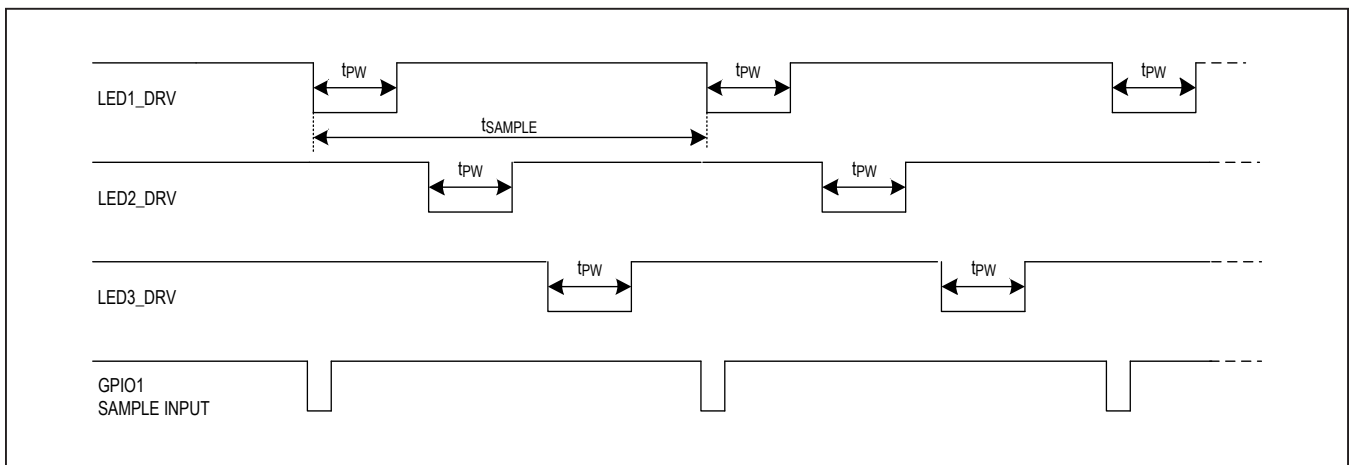 LED1_DRV
tPW
tPW
tPW
tSAMPLE
LED2_DRV
tPW
tPW
LED3_DRV
tPW
tPW
GPIO1
SAMPLE INPUT